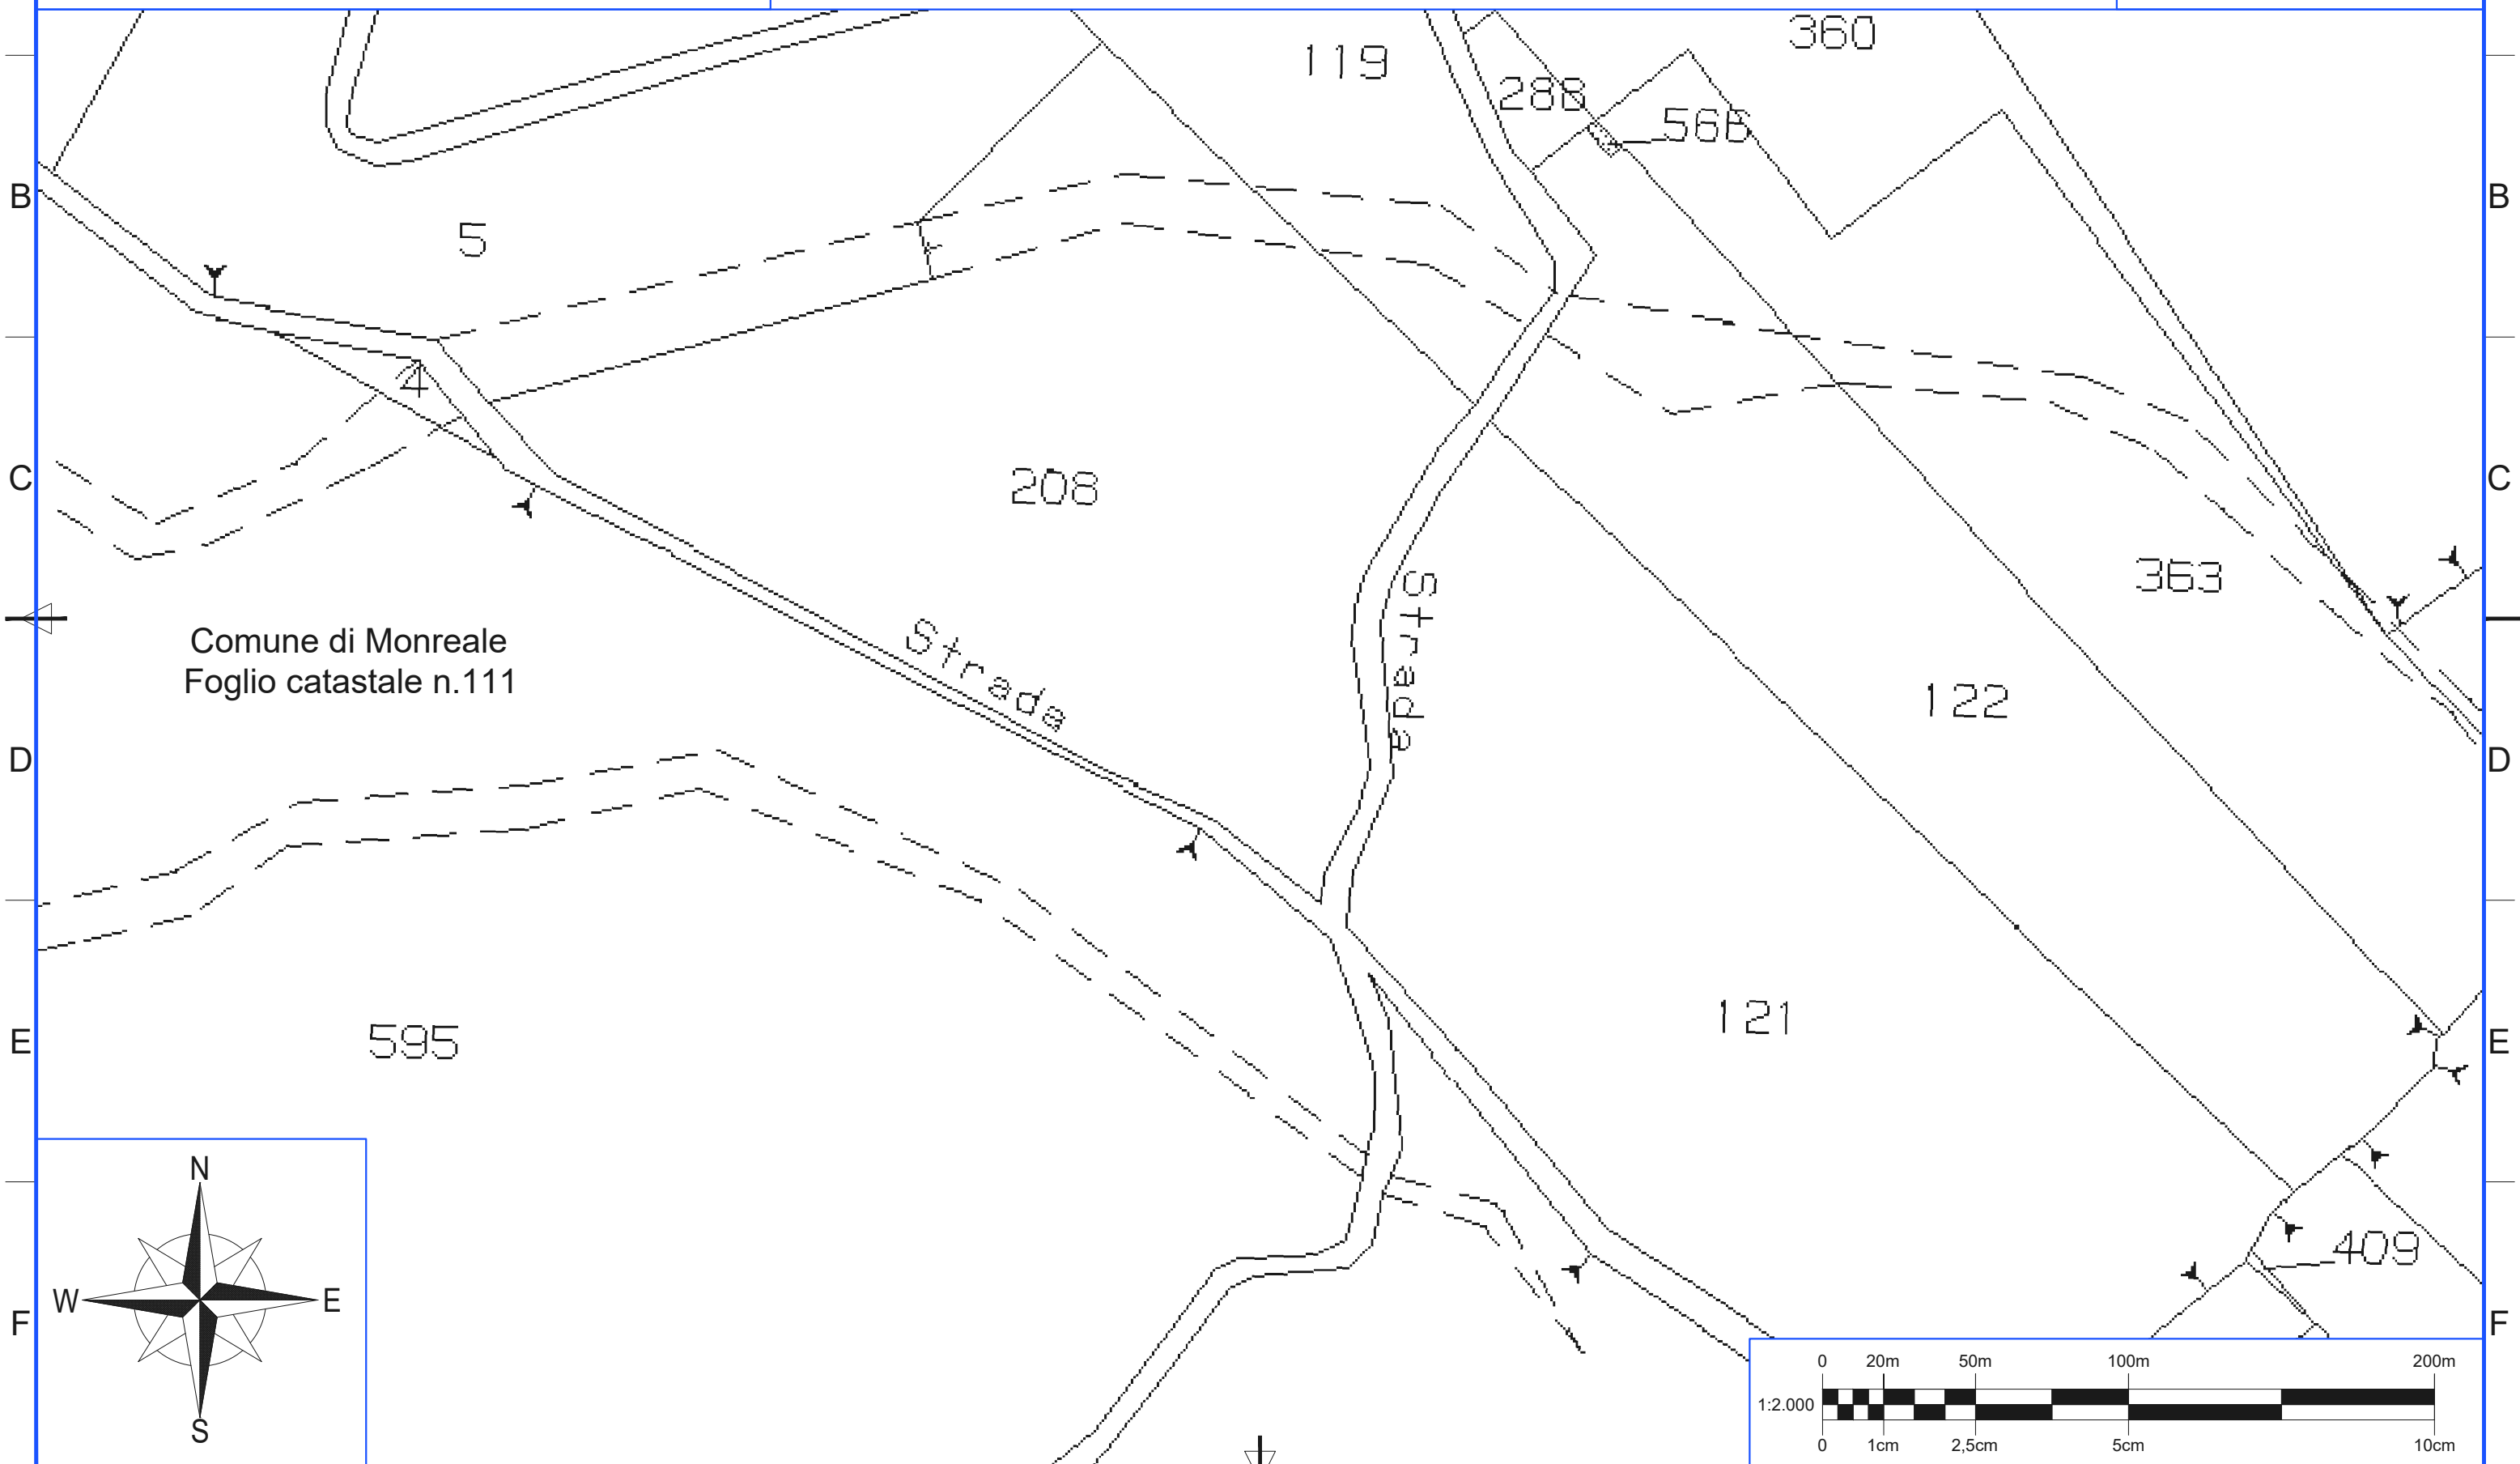 360
119
288
566
B
B
5
4
C
C
208
363
Strada
Strada
Comune di Monreale
Foglio catastale n.111
122
D
D
121
E
E
595
N
W
E
S
409
F
F
0 20m 50m 100m 200m
1:2.000
0 1cm 2,5cm 5cm 10cm